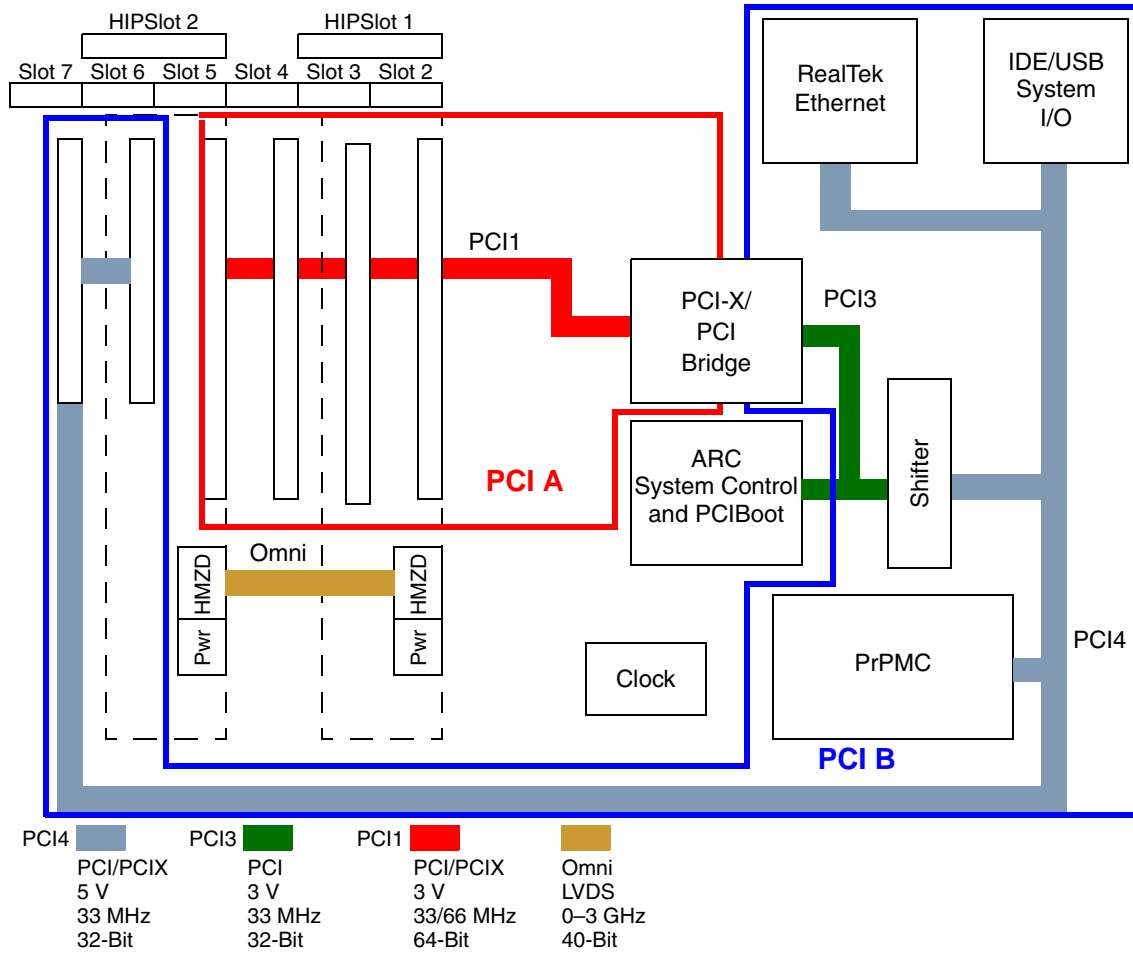 HIPSlot 2
HIPSlot 1
Slot 7
Slot 6
Slot 5
Slot 4
Slot 3
Slot 2
RealTek
Ethernet
IDE/USB
System
I/O
PCI1
PCI-X/
PCI
Bridge
PCI3
PCI A
ARC
System Control
and PCIBoot
Shifter
Omni
HMZD
Pwr
HMZD
Pwr
Clock
PrPMC
PCI4
PCI B
PCI4
PCI/PCIX
5 V
33 MHz
32-Bit
PCI3
PCI
3 V
33 MHz
32-Bit
PCI1
PCI/PCIX
3 V
33/66 MHz
64-Bit
Omni
LVDS
0–3 GHz
40-Bit